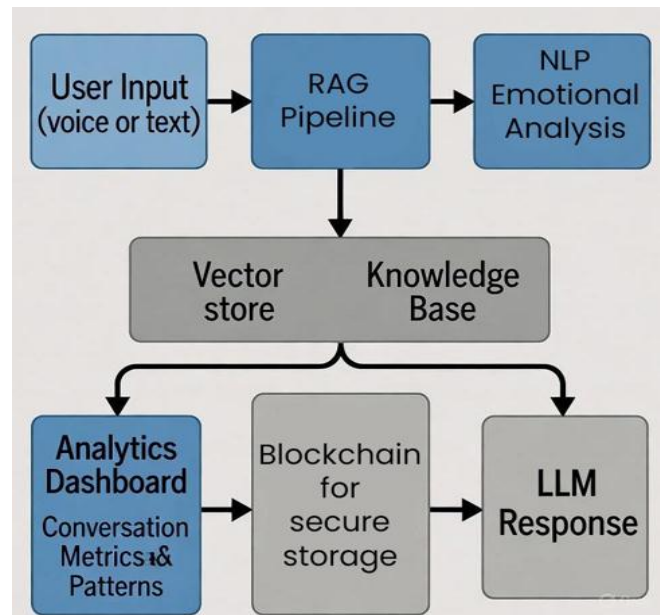 User Input
(voice or text)
RAG
Pipeline
NLP
Emotional
Analysis
Vector
store
Knowledge
Base
Analytics
Dashboard
Conversation
Metrics &
Patterns
Blockchain
for
secure
storage
LLM
Response